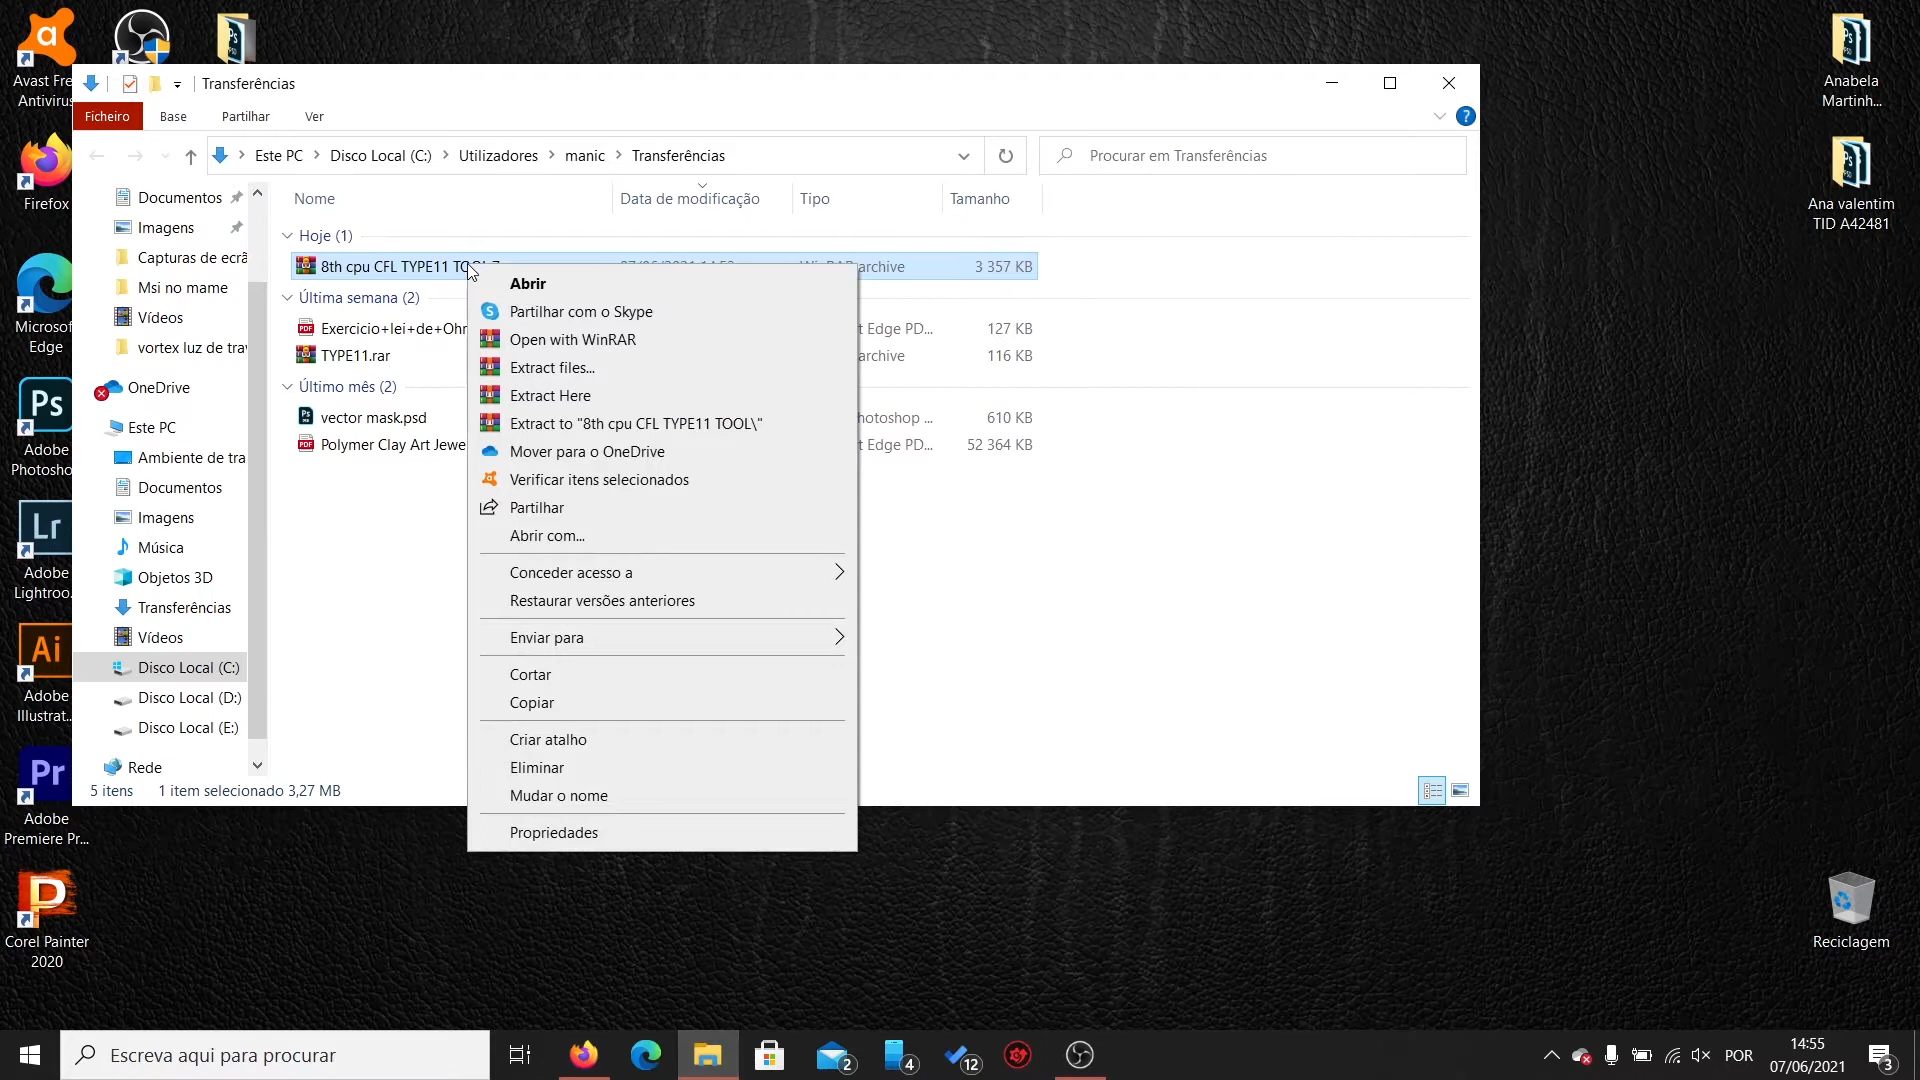 Avast Fre
Antivirus
Firefox
Microsof
Edge
Adobe
Photosho
Adobe
Lightroo.
Adobe
Illustrat...
Adobe
Premiere Pr...
Corel Painter
2020
Transferências
Ficheiro
Base
Partilhar
Ver
Este PC
Disco Local (C:)
Utilizadores
manic
Transferências
Procurar em Transferências
Documentos
Imagens
Capturas de ecrã
Msi no mame
Vídeos
vortex luz de tra
OneDrive
Este PC
Ambiente de tra
Documentos
Imagens
Música
Objetos 3D
Transferências
Vídeos
Disco Local (C:)
Disco Local (D:)
Disco Local (E:)
Rede
5 itens
1 item selecionado 3,27 MB
Nome
Data de modificação
Tipo
Tamanho
Hoje (1)
8th cpu CFL TYPE11
archive
3 357 KB
Última semana (2)
Exercicio+lei+de+Ohr
t Edge PD...
127 KB
TYPE11.rar
archive
116 KB
Último mês (2)
vector mask.psd
hotoshop ...
610 KB
Polymer Clay Art Jewe
t Edge PD...
52 364 KB
Abrir
Partilhar com o Skype
Open with WinRAR
Extract files...
Extract Here
Extract to "8th cpu CFL TYPE11 TOOL\"
Mover para o OneDrive
Verificar itens selecionados
Partilhar
Abrir com...
Conceder acesso a
Restaurar versões anteriores
Enviar para
Cortar
Copiar
Criar atalho
Eliminar
Mudar o nome
Propriedades
Anabela
Martinh...
Ana valentim
TID A42481
Reciclagem
Escreva aqui para procurar
2
4
12
POR
14:55
07/06/2021
3